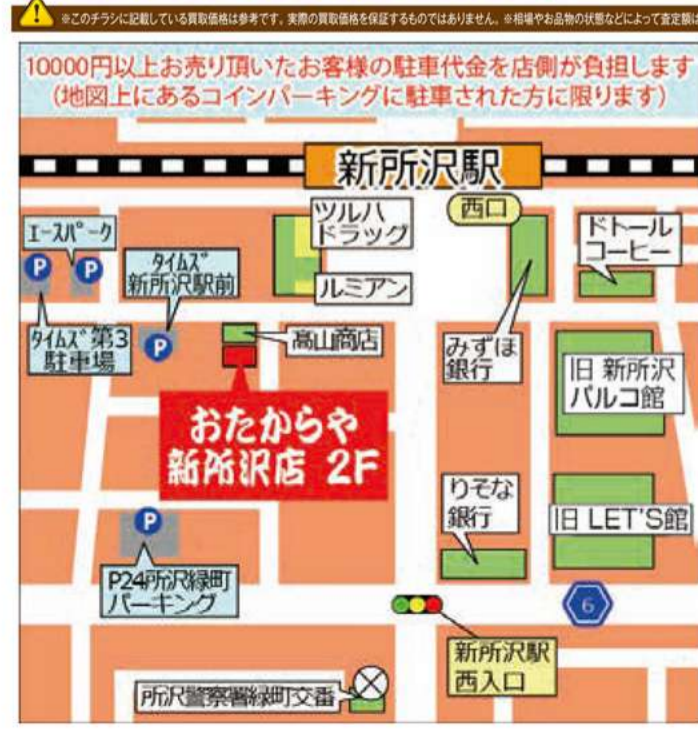 ※このチラシに記載している買取価格は参考です。実際の買取価格を保証するものではありません。※相場やお品物の状態などによって査定額は
10000円以上お売り頂いたお客様の駐車代金を店側が負担します
(地図上にあるコインパーキングに駐車された方に限ります)
新所沢駅
ツルハ
ドラッグ
西口
ドトール
コーヒー
エースパーク
P
P
タイムズ
新所沢駅前
ルミアン
タイムズ第3
駐車場
P
高山商店
みずほ
銀行
旧 新所沢
パルコ館
おたからや
新所沢店 2F
りそな
銀行
旧 LET'S館
P
P24所沢緑町
パーキング
6
新所沢駅
西入口
所沢警察署緑町交番